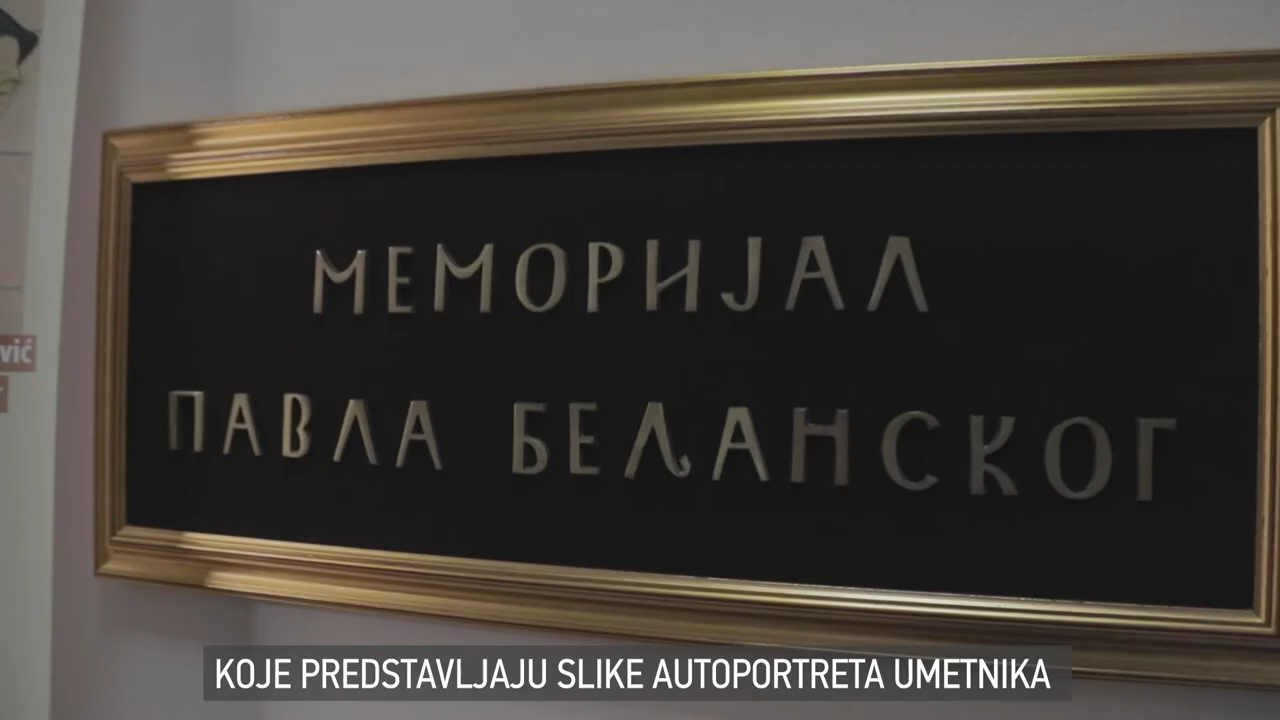 МЕМОРИЈАЛ
ПАВЛА БЕЉАНСКОГ
KOJE PREDSTAVLJAJU SLIKE AUTOPORTRETA UMETNIKA